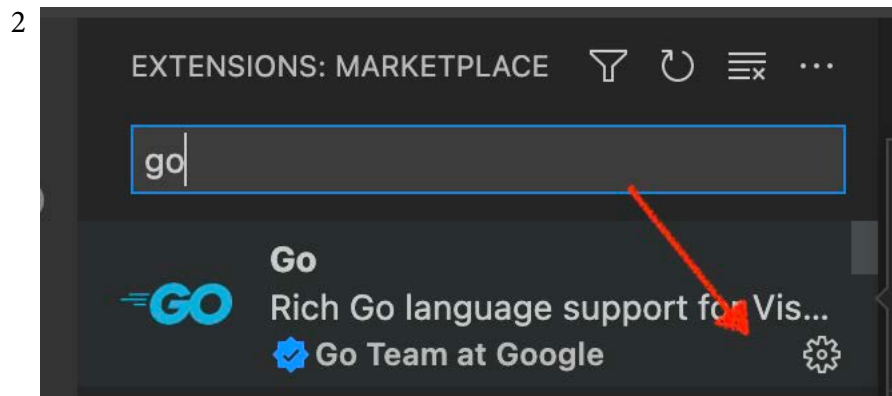 2
EXTENSIONS: MARKETPLACE
go
Go
GO
Rich Go language support for Vis...
Go Team at Google